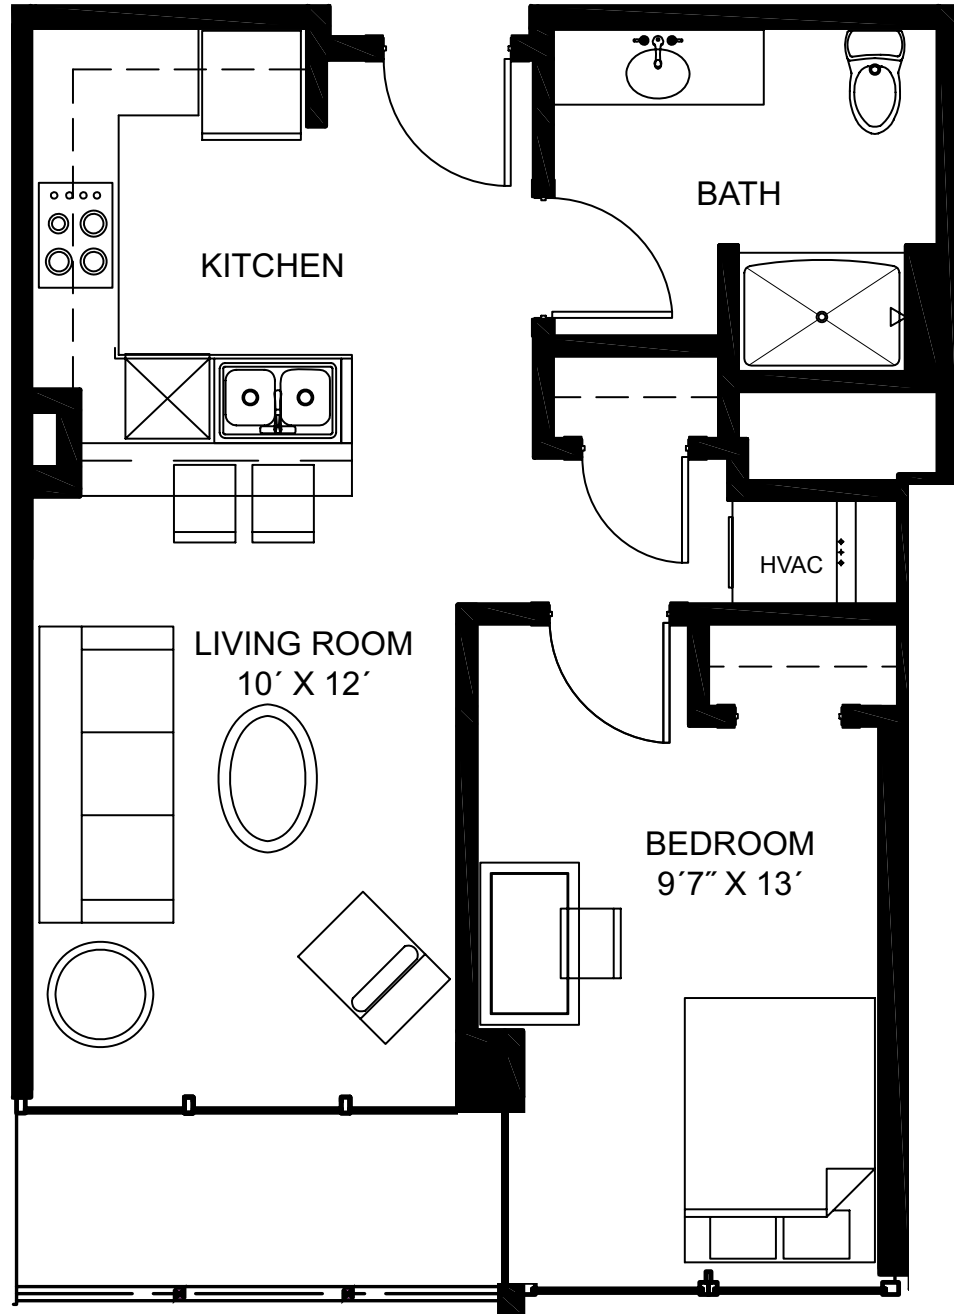 BATH
KITCHEN
HVAC
LIVING ROOM
10´ X 12´
BEDROOM
9´7˝ X 13´